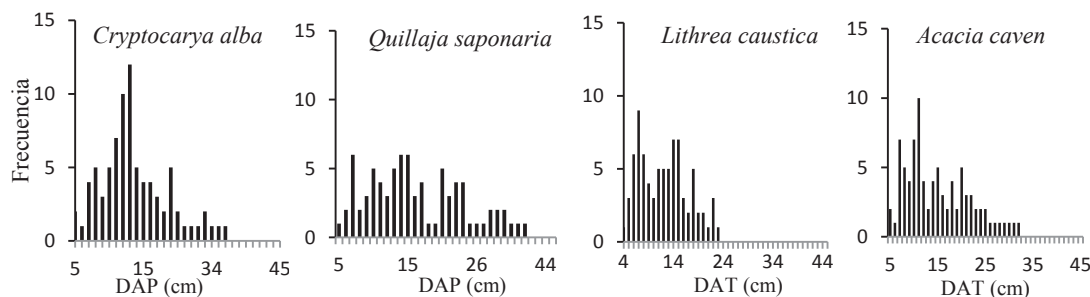 Cryptocarya alba
15
10
5
0
Frecuencia
5 15 34 45
DAP (cm)
Quillaja saponaria
15
10
5
0
5 15 26 44
DAP (cm)
Lithrea caustica
15
10
5
0
4 14 24 44
DAT (cm)
Acacia caven
15
10
5
0
5 15 25 45
DAT (cm)